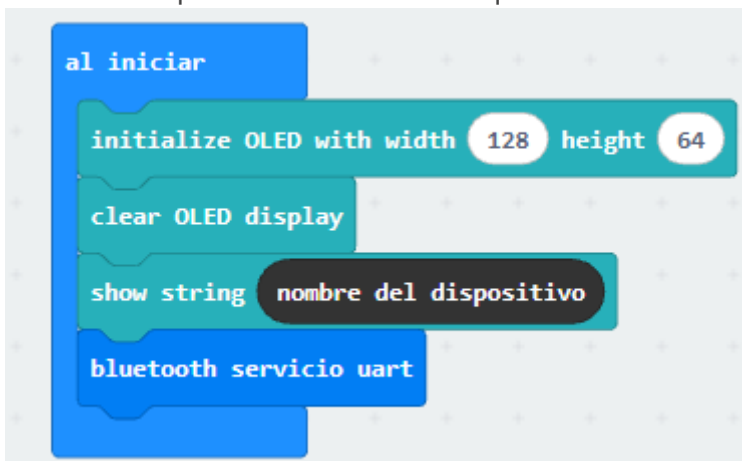 al iniciar
initialize OLED with width 128 height 64
clear OLED display
show string nombre del dispositivo
bluetooth servicio uart